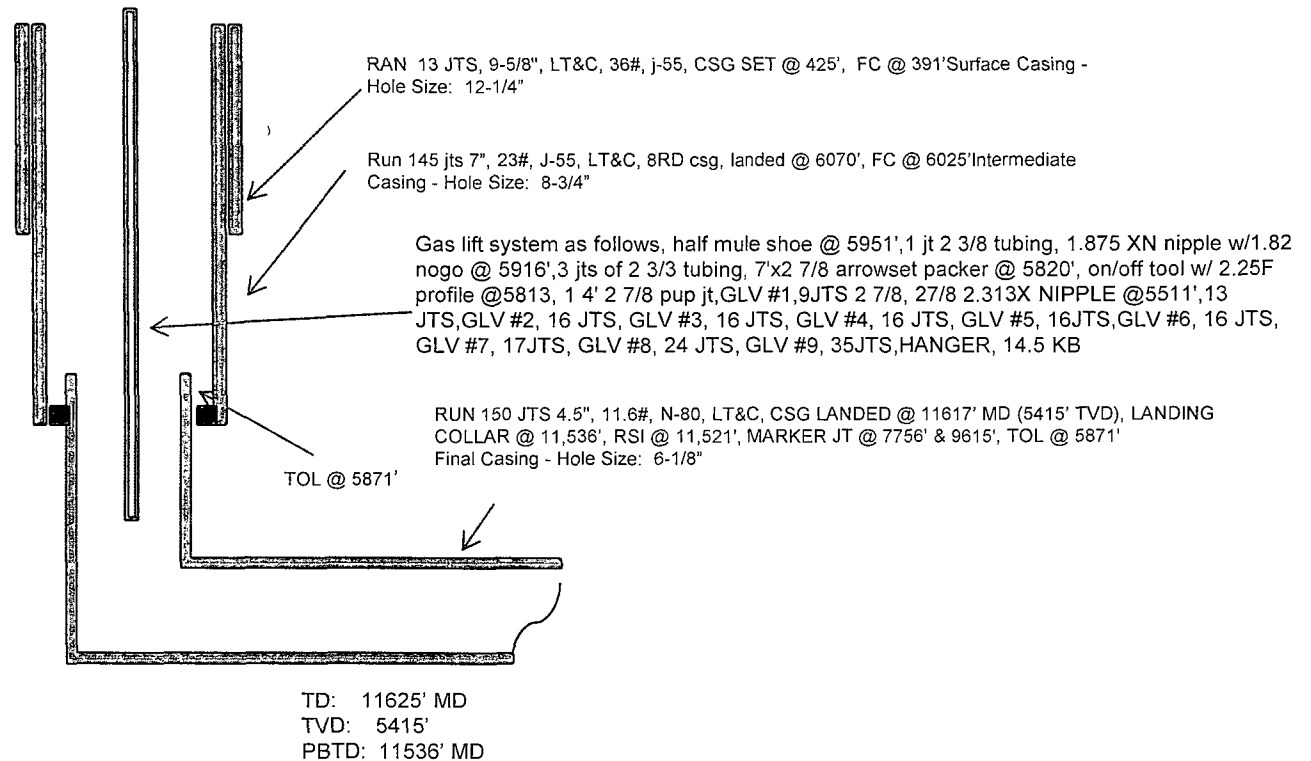 RAN 13 JTS, 9-5/8", LT&C, 36#, j-55, CSG SET @ 425', FC @ 391'Surface Casing -
Hole Size: 12-1/4"
Run 145 jts 7", 23#, J-55, LT&C, 8RD csg, landed @ 6070', FC @ 6025'Intermediate
Casing - Hole Size: 8-3/4"
Gas lift system as follows, half mule shoe @ 5951',1 jt 2 3/8 tubing, 1.875 XN nipple w/1.82
nogo @ 5916',3 jts of 2 3/3 tubing, 7'x2 7/8 arrowset packer @ 5820', on/off tool w/ 2.25F
profile @5813, 1 4' 2 7/8 pup jt,GLV #1,9JTS 2 7/8, 27/8 2.313X NIPPLE @5511',13
JTS,GLV #2, 16 JTS, GLV #3, 16 JTS, GLV #4, 16 JTS, GLV #5, 16JTS,GLV #6, 16 JTS,
GLV #7, 17JTS, GLV #8, 24 JTS, GLV #9, 35JTS,HANGER, 14.5 KB
RUN 150 JTS 4.5", 11.6#, N-80, LT&C, CSG LANDED @ 11617' MD (5415' TVD), LANDING
COLLAR @ 11,536', RSI @ 11,521', MARKER JT @ 7756' & 9615', TOL @ 5871'
Final Casing - Hole Size: 6-1/8"
TOL @ 5871'
TD: 11625' MD
TVD: 5415'
PBTD: 11536' MD